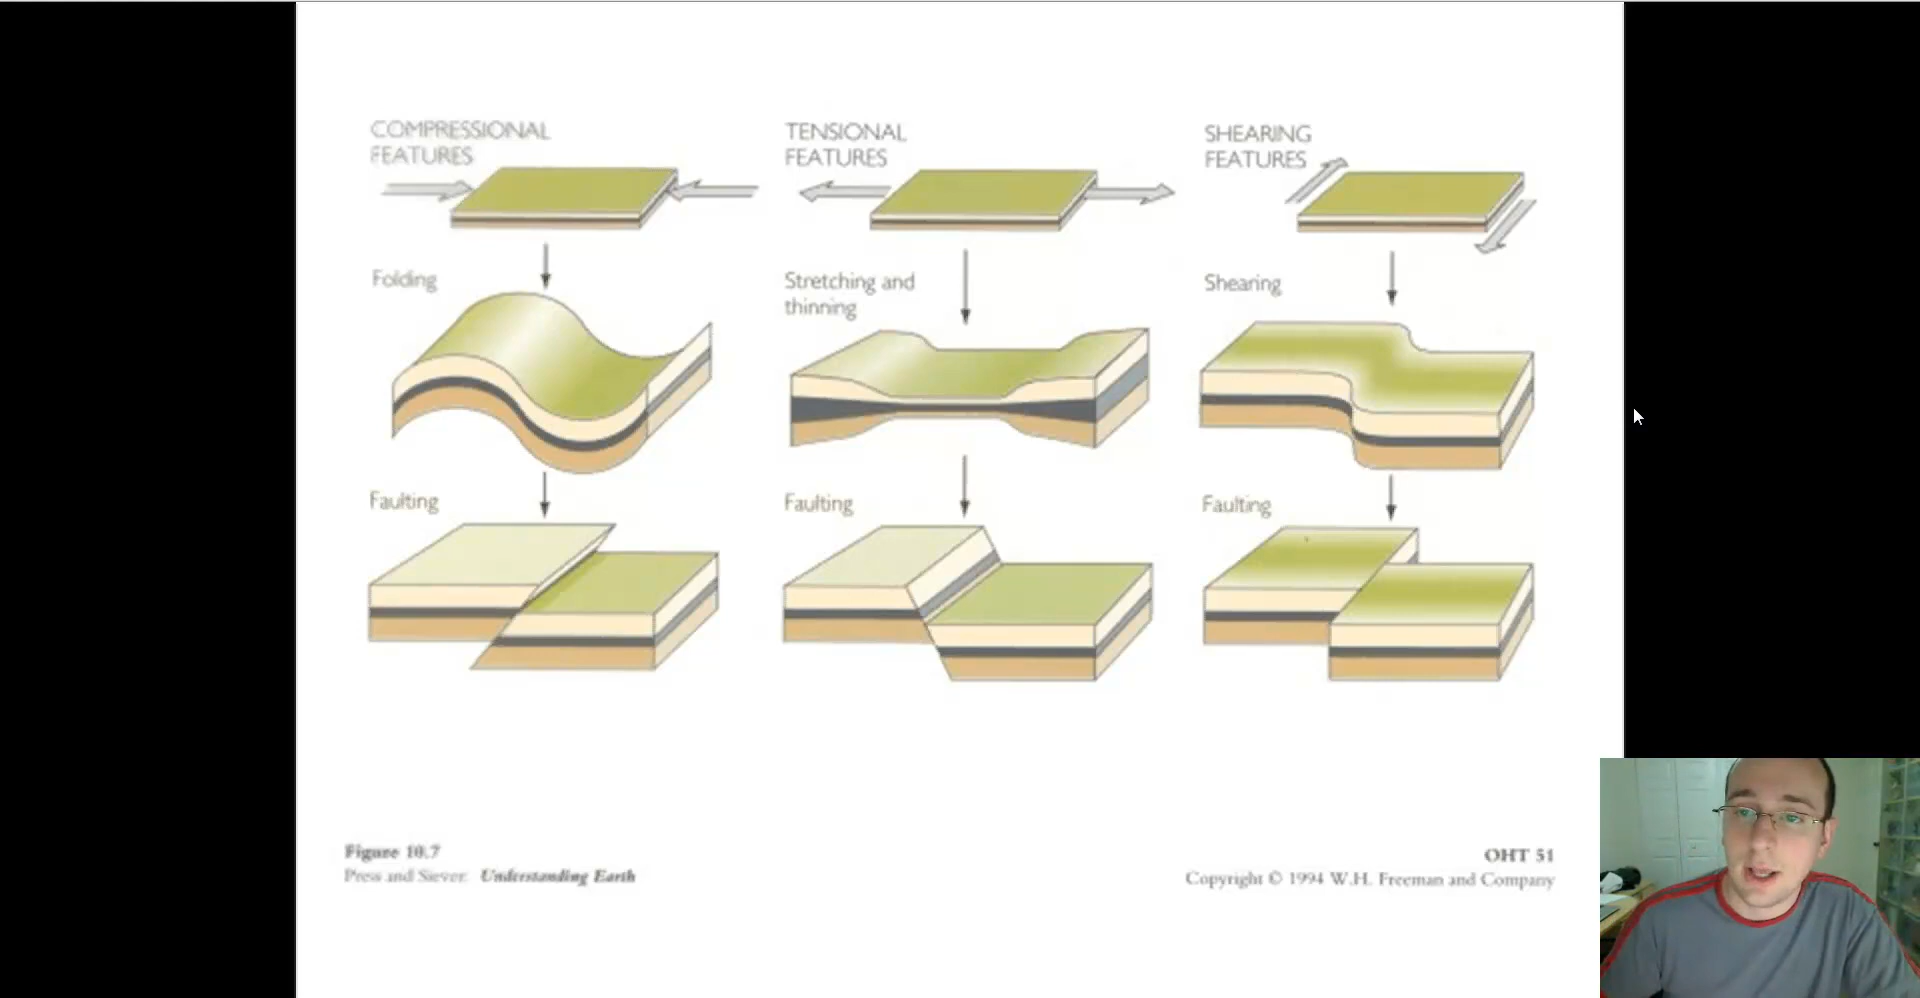 COMPRESSIONAL
FEATURES
Folding
Faulting
TENSIONAL
FEATURES
Stretching and
thinning
Faulting
SHEARING
FEATURES
Shearing
Faulting
Figure 10.7
Press and Siever: Understanding Earth
OHT 51
Copyright © 1994 W.H. Freeman and Company